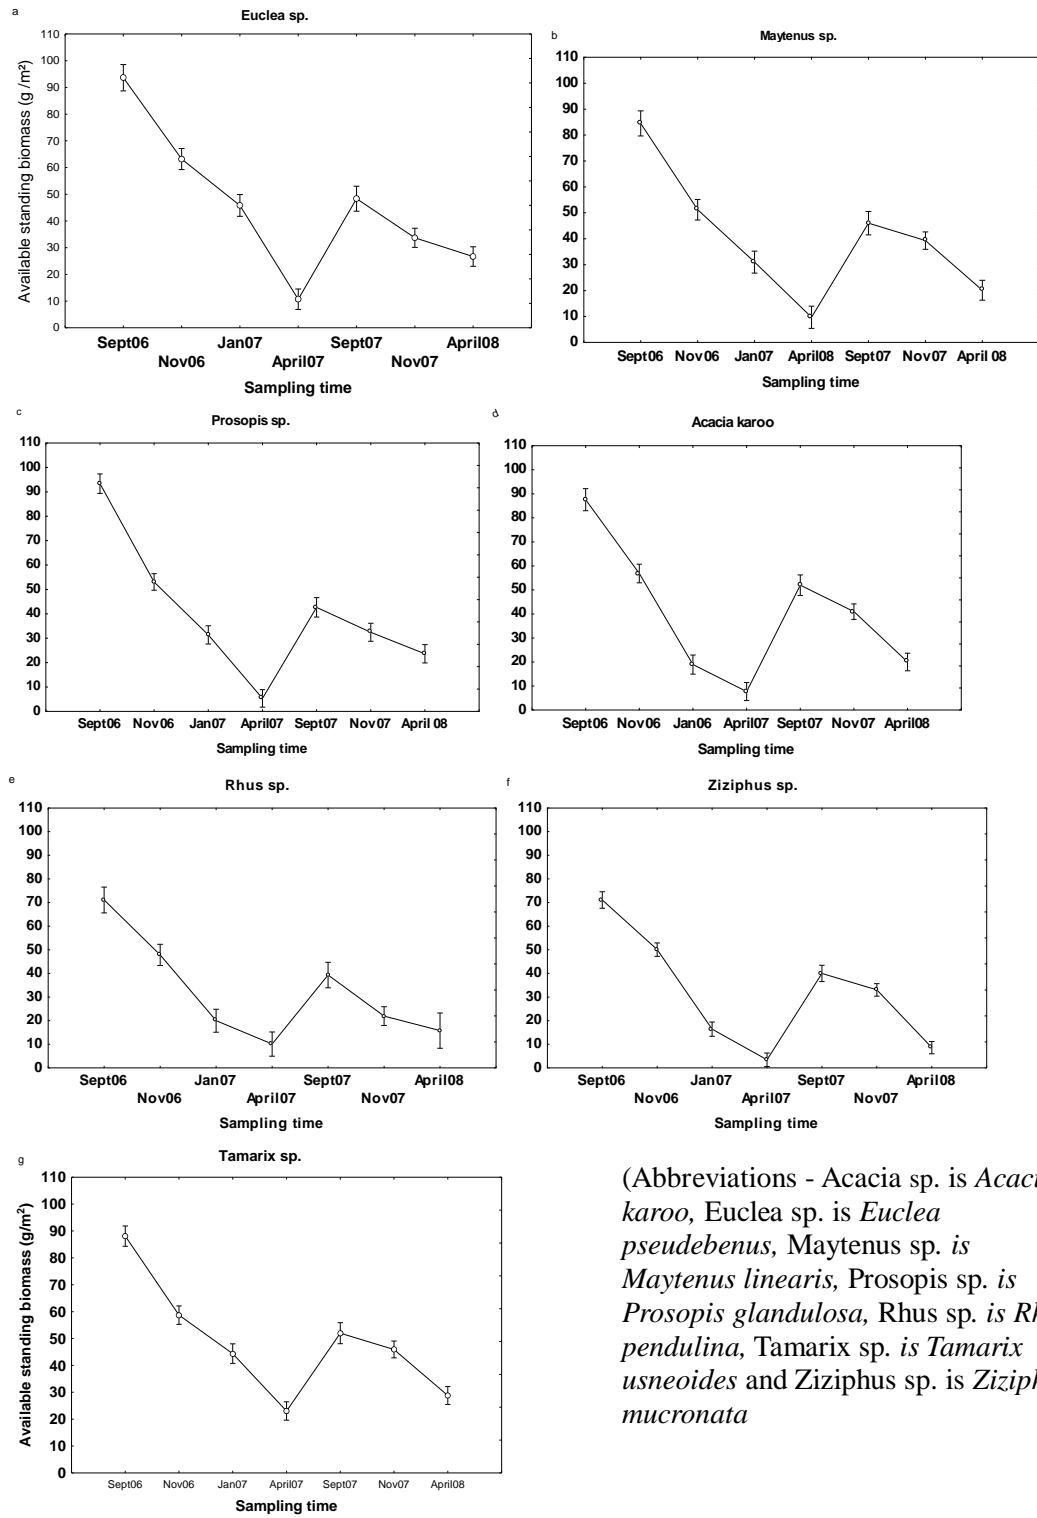 a
Euclea sp.
Available standing biomass (g /m²)
110
100
90
80
70
60
50
40
30
20
10
0
Sept06 Jan07 Sept07 April08
Nov06 April07 Nov07
Sampling time
b
Maytenus sp.
110
100
90
80
70
60
50
40
30
20
10
0
Sept06 Nov06 Jan07 April08 Sept07 Nov07 April 08
Sampling time
c
Prosopis sp.
110
100
90
80
70
60
50
40
30
20
10
0
Sept06 Nov06 Jan07 April07 Sept07 Nov07 April 08
Sampling time
d
Acacia karoo
110
100
90
80
70
60
50
40
30
20
10
0
Sept06 Nov06 Jan06 April07 Sept07 Nov07 April08
Sampling time
e
Rhus sp.
110
100
90
80
70
60
50
40
30
20
10
0
Sept06 Jan07 Sept07 April08
Nov06 April07 Nov07
Sampling time
f
Ziziphus sp.
110
100
90
80
70
60
50
40
30
20
10
0
Sept06 Jan07 Sept07 April08
Nov06 April07 Nov07
Sampling time
g
Tamarix sp.
Available standing biomass (g/m²)
110
100
90
80
70
60
50
40
30
20
10
0
Sept06 Nov06 Jan07 April07 Sept07 Nov07 April08
Sampling time
(Abbreviations - Acacia sp. is
karoo, Euclea sp. is Euclea
pseudebenus, Maytenus sp. is
Maytenus linearis, Prosopis sp. is
Prosopis glandulosa, Rhus sp. is
pendulina, Tamarix sp. is Tamarix
usneoides and Ziziphus sp. is
mucronata